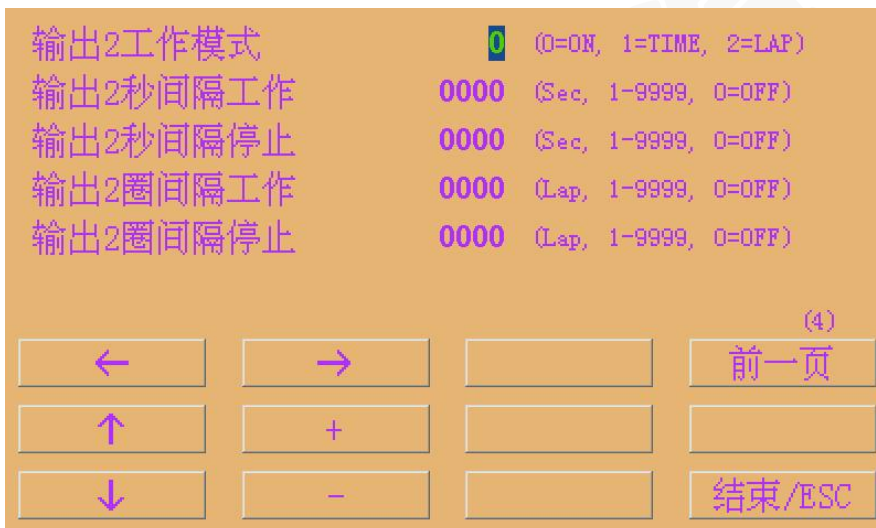 输出2工作模式 0 (0=ON, 1=TIME, 2=LAP)
输出2秒间隔工作 0000 (Sec, 1-9999, 0=OFF)
输出2秒间隔停止 0000 (Sec, 1-9999, 0=OFF)
输出2圈间隔工作 0000 (Lap, 1-9999, 0=OFF)
输出2圈间隔停止 0000 (Lap, 1-9999, 0=OFF)
(4)
← → 前一页
↑ +
↓ - 结束/ESC